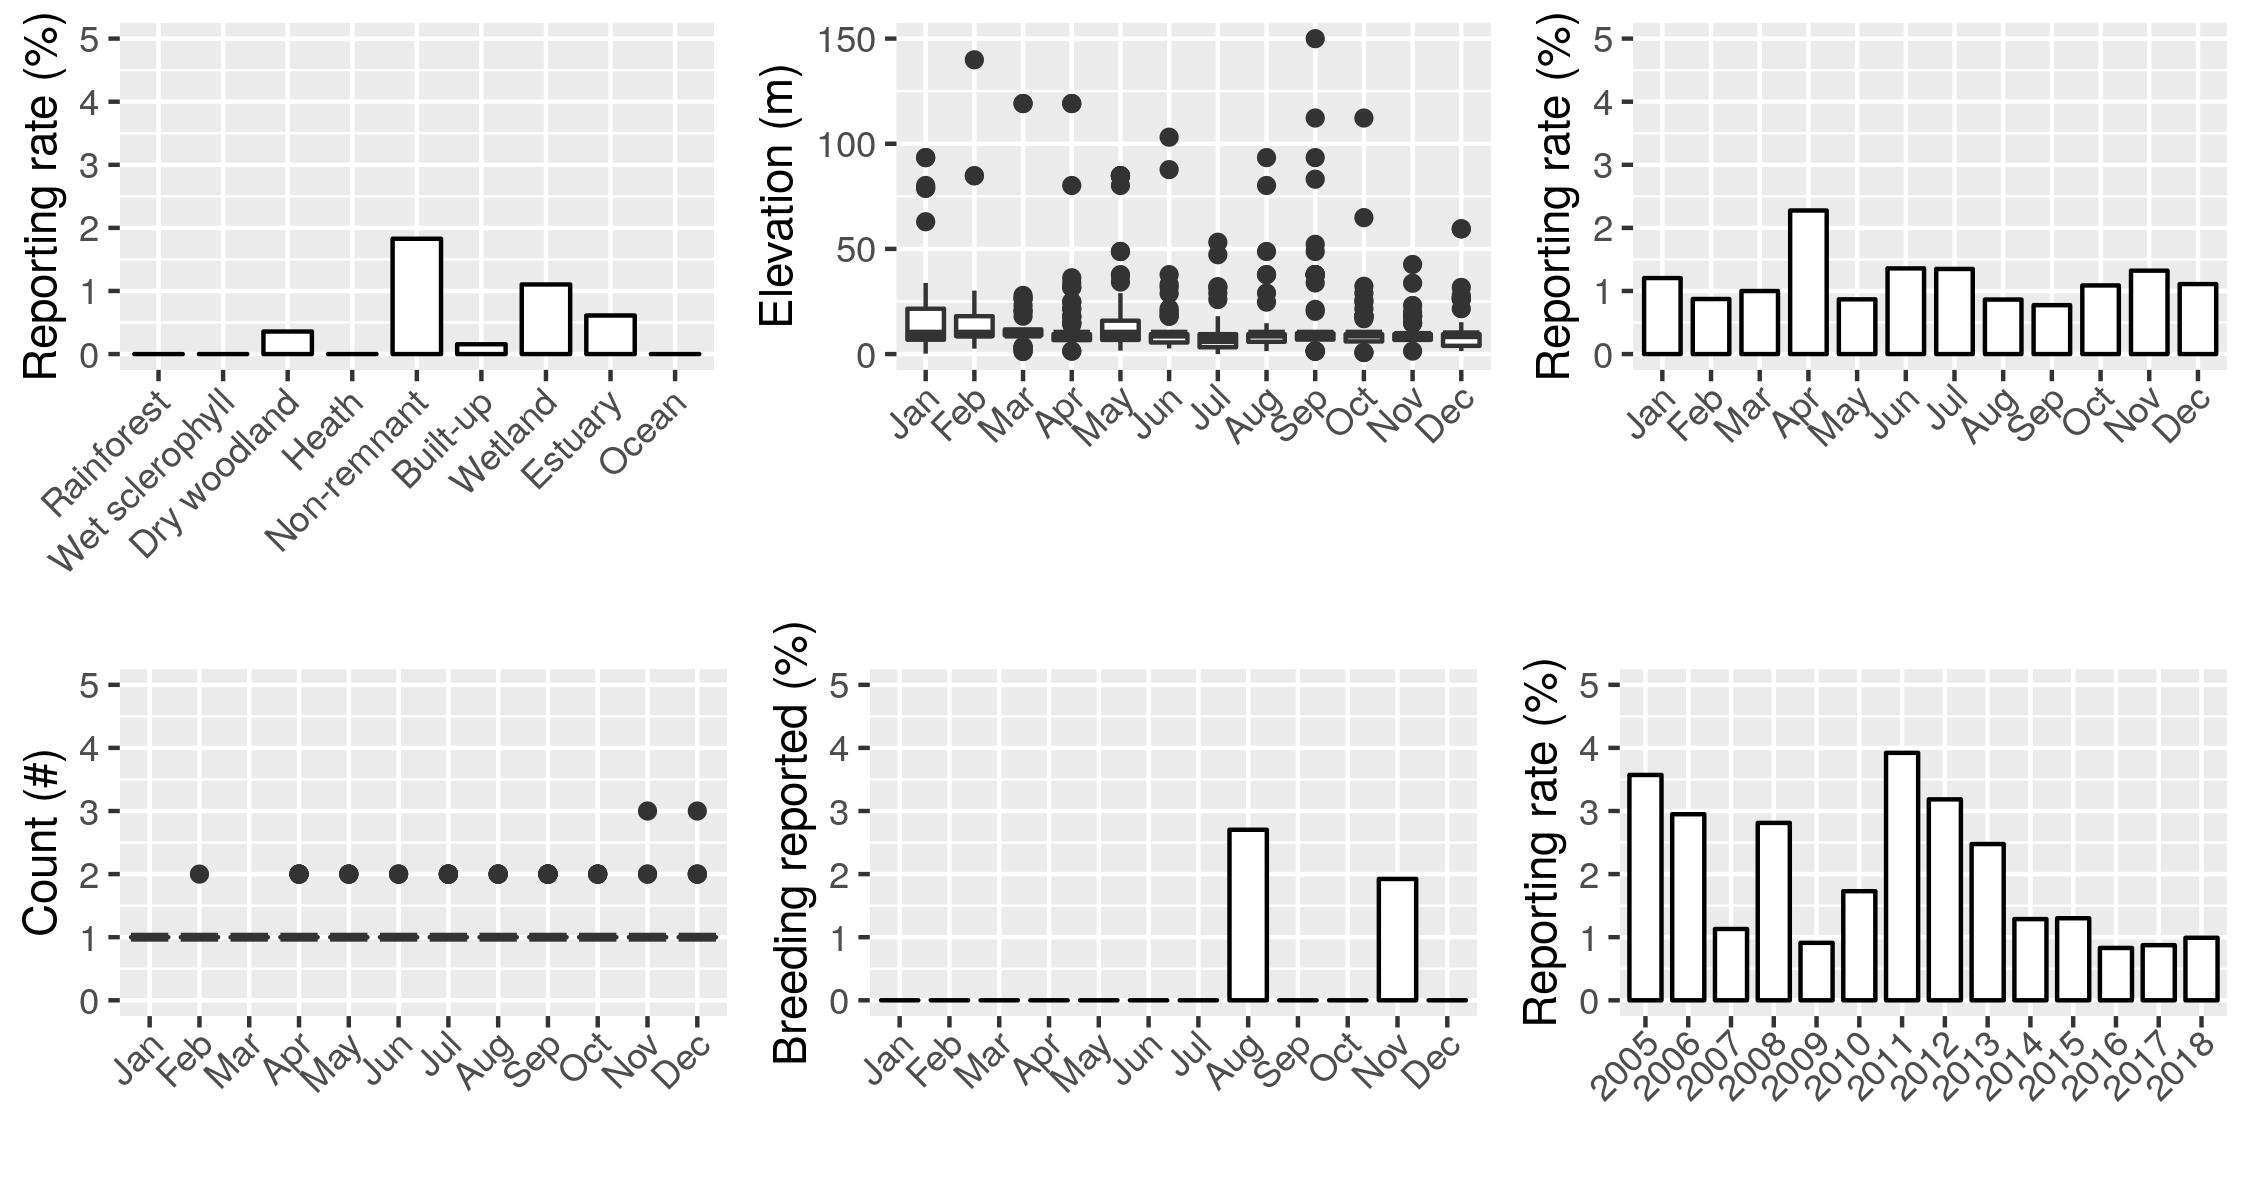 Reporting rate (%)
5
4
3
2
1
0
Rainforest
Wet sclerophyll
Dry woodland
Heath
Non-remnant
Built-up
Wetland
Estuary
Ocean
Elevation (m)
150
100
50
0
Jan Feb Mar Apr May Jun Jul Aug Sep Oct Nov Dec
Reporting rate (%)
5
4
3
2
1
0
Jan Feb Mar Apr May Jun Jul Aug Sep Oct Nov Dec
Count (#)
5
4
3
2
1
0
Jan Feb Mar Apr May Jun Jul Aug Sep Oct Nov Dec
Breeding reported (%)
5
4
3
2
1
0
Jan Feb Mar Apr May Jun Jul Aug Sep Oct Nov Dec
Reporting rate (%)
5
4
3
2
1
0
2005 2006 2007 2008 2009 2010 2011 2012 2013 2014 2015 2016 2017 2018